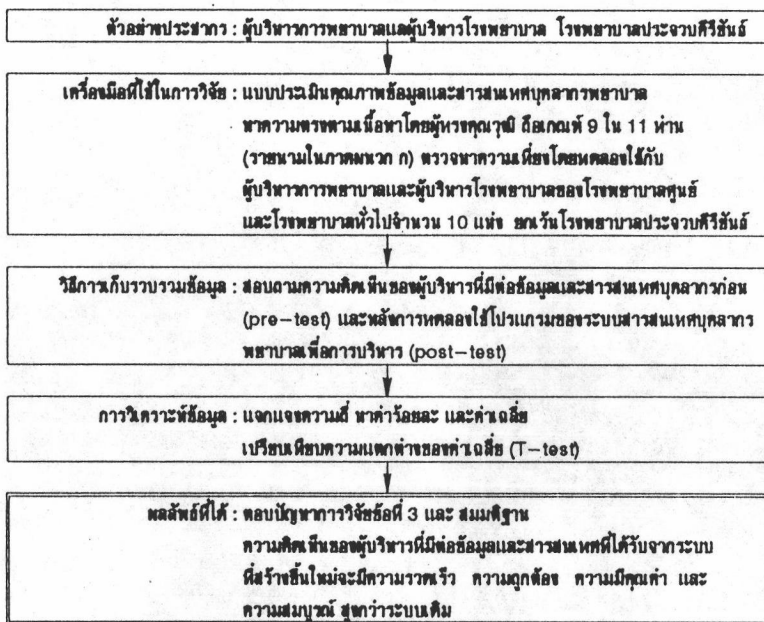 ตัวอย่างประชากร : ผู้บริหารการพยาบาลและผู้บริหารโรงพยาบาล โรงพยาบาลประจวบคีรีขันธ์
เครื่องมือที่ใช้ในการวิจัย : แบบประเมินคุณภาพข้อมูลและสารสนเทศบุคลากรพยาบาล
หาความตรงตามเนื้อหาโดยผู้ทรงคุณวุฒิ ถือเกณฑ์ 9 ใน 11 ท่าน
(รายนามในภาคผนวก ก) ตรวจหาความเที่ยงโดยทดลองใช้กับ
ผู้บริหารการพยาบาลและผู้บริหารโรงพยาบาลของโรงพยาบาลศูนย์
และโรงพยาบาลทั่วไปจำนวน 10 แห่ง ยกเว้นโรงพยาบาลประจวบคีรีขันธ์
วิธีการเก็บรวบรวมข้อมูล : สอบถามความคิดเห็นของผู้บริหารที่มีต่อข้อมูลและสารสนเทศบุคลากรก่อน
(pre-test) และหลังการทดลองใช้โปรแกรมของระบบสารสนเทศบุคลากร
พยาบาลเพื่อการบริหาร (post-test)
การวิเคราะห์ข้อมูล : แจกแจงความถี่ หาค่าร้อยละ และค่าเฉลี่ย
เปรียบเทียบความแตกต่างของค่าเฉลี่ย (T-test)
ผลลัพธ์ที่ได้ : ตอบปัญหาการวิจัยข้อที่ 3 และ สมมติฐาน
ความคิดเห็นของผู้บริหารที่มีต่อข้อมูลและสารสนเทศที่ได้รับจากระบบ
ที่สร้างขึ้นใหม่จะมีความรวดเร็ว ความถูกต้อง ความมีคุณค่า และ
ความสมบูรณ์ สูงกว่าระบบเดิม